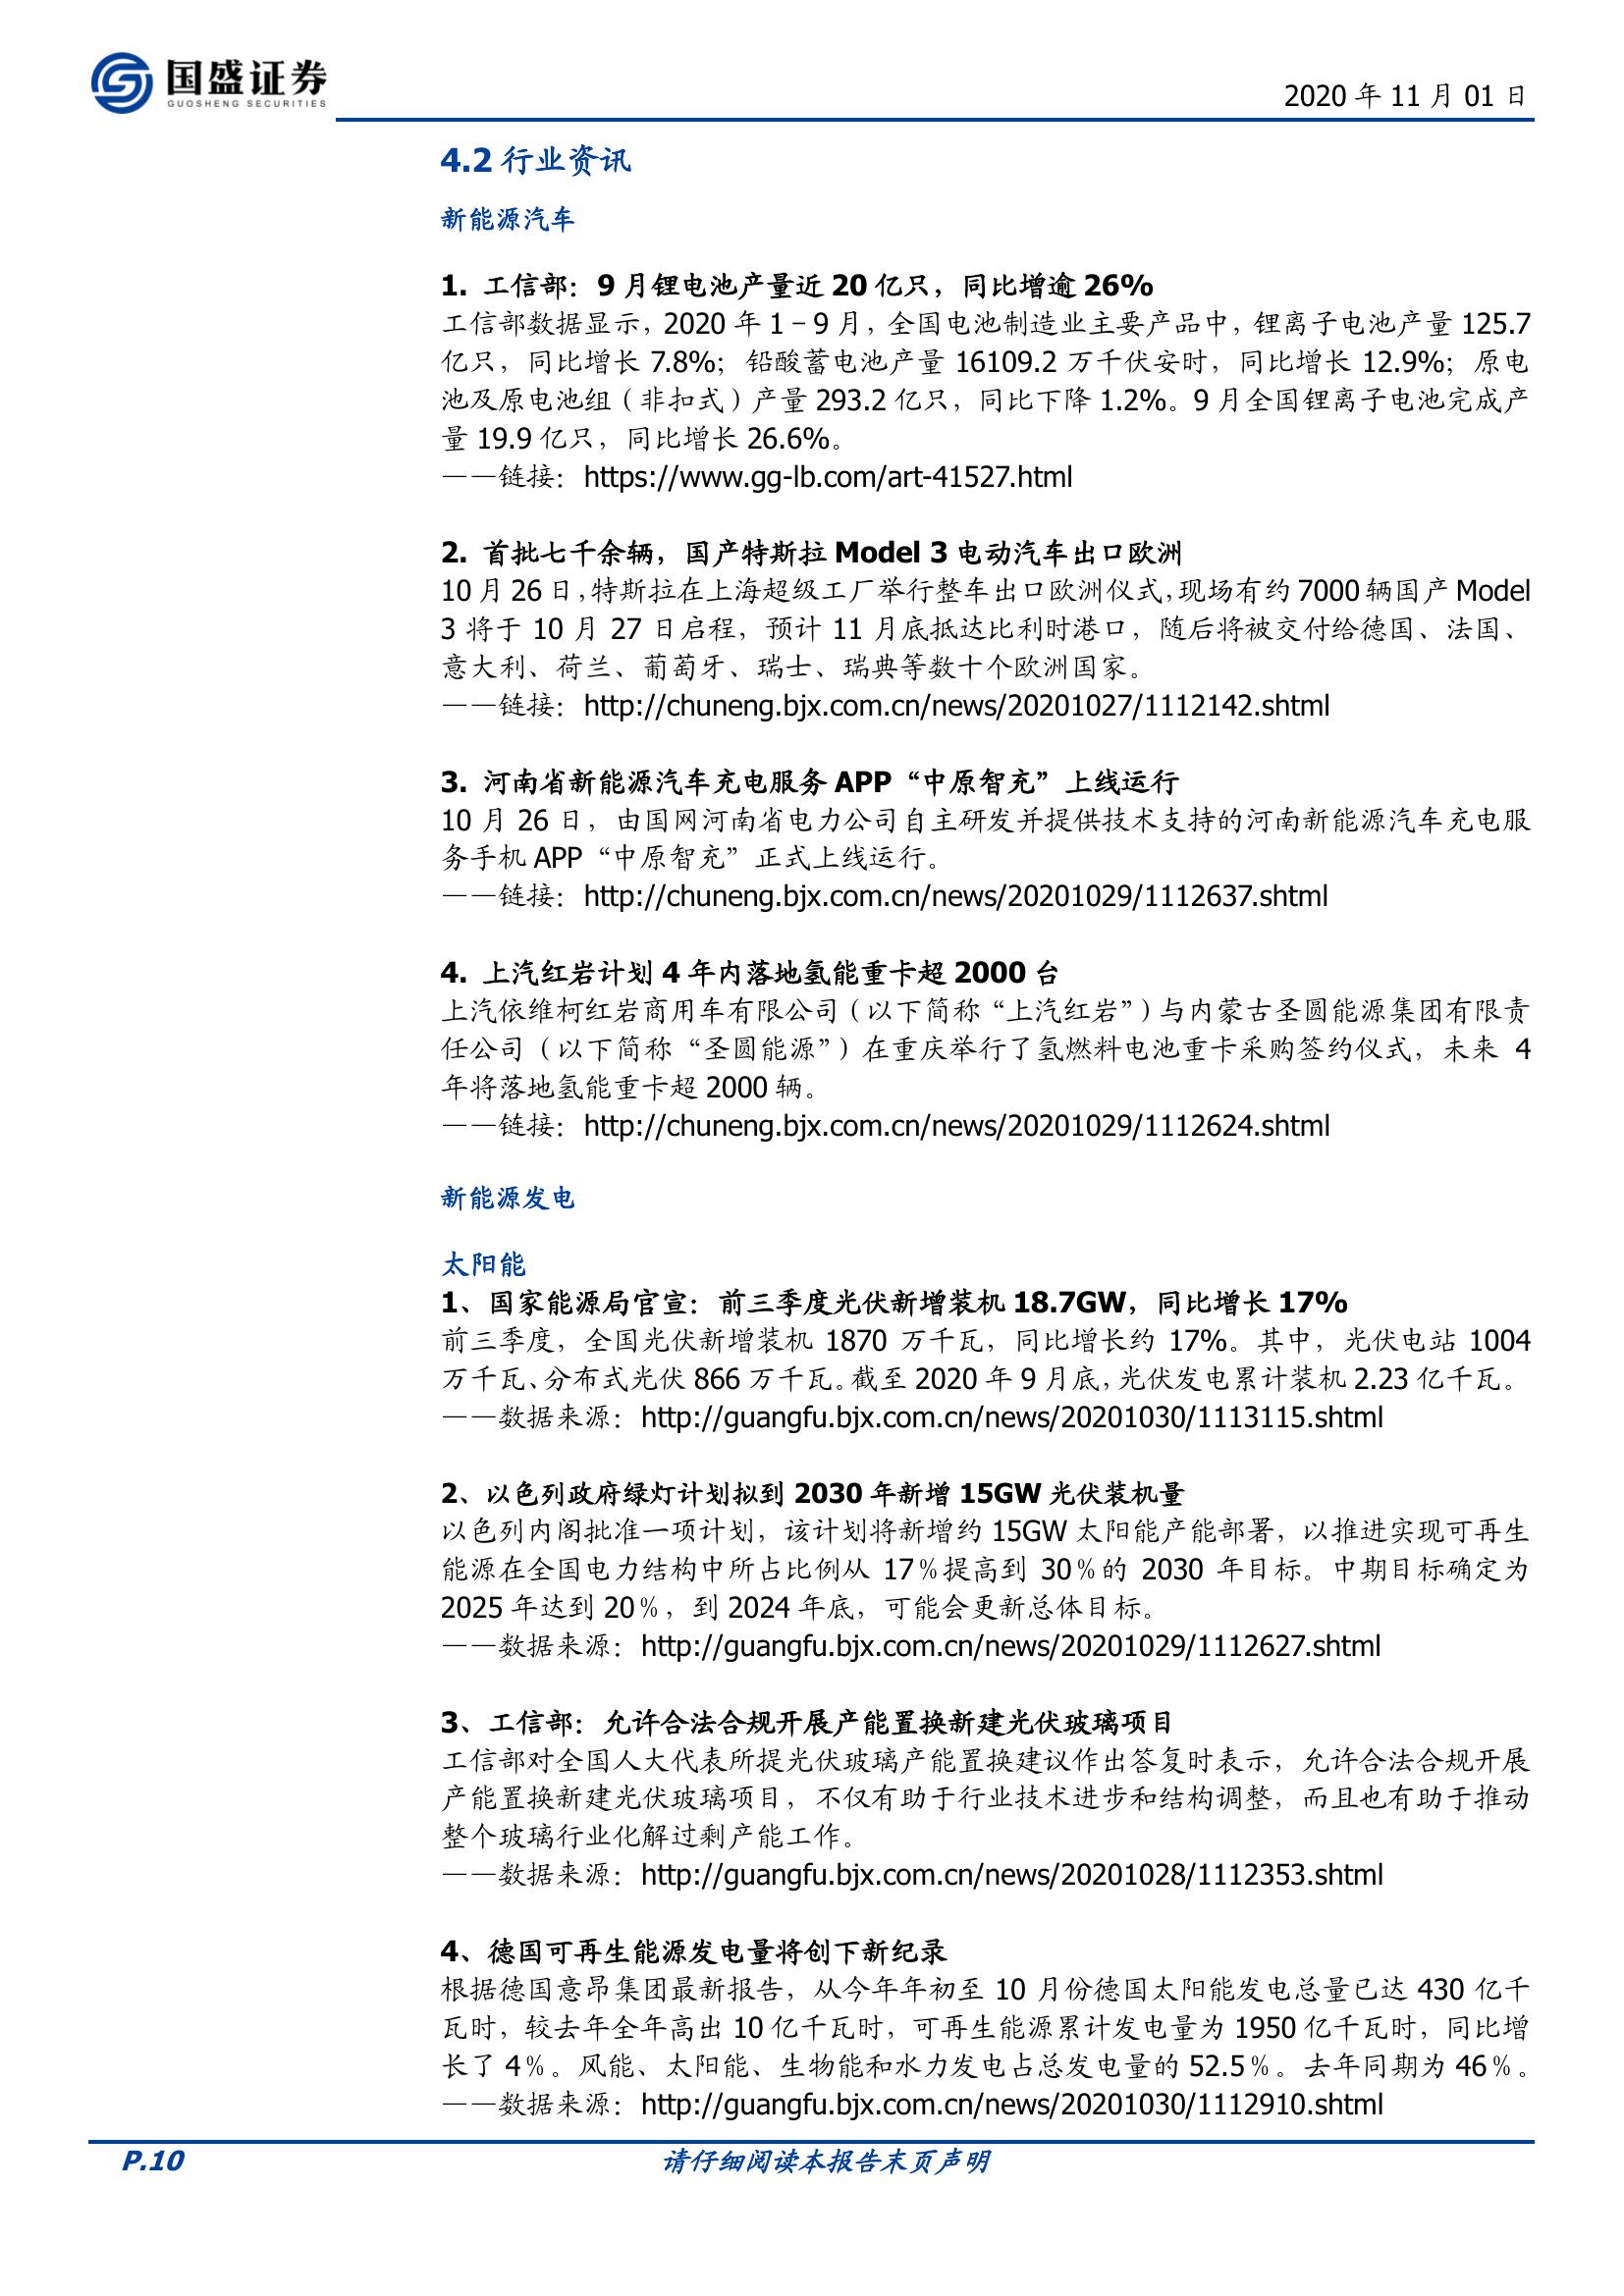 国盛证券
GUOSHENG SECURITIES
2020 年 11 月 01 日
4.2 行业资讯
新能源汽车
1. 工信部：9 月锂电池产量近 20 亿只，同比增逾 26%
工信部数据显示，2020 年 1－9 月，全国电池制造业主要产品中，锂离子电池产量 125.7
亿只，同比增长 7.8%；铅酸蓄电池产量 16109.2 万千伏安时，同比增长 12.9%；原电
池及原电池组（非扣式）产量 293.2 亿只，同比下降 1.2%。9 月全国锂离子电池完成产
量 19.9 亿只，同比增长 26.6%。
——链接：https://www.gg-lb.com/art-41527.html
2. 首批七千余辆，国产特斯拉 Model 3 电动汽车出口欧洲
10 月 26 日，特斯拉在上海超级工厂举行整车出口欧洲仪式，现场有约 7000 辆国产 Model
3 将于 10 月 27 日启程，预计 11 月底抵达比利时港口，随后将被交付给德国、法国、
意大利、荷兰、葡萄牙、瑞士、瑞典等数十个欧洲国家。
——链接：http://chuneng.bjx.com.cn/news/20201027/1112142.shtml
3. 河南省新能源汽车充电服务 APP“中原智充”上线运行
10 月 26 日，由国网河南省电力公司自主研发并提供技术支持的河南新能源汽车充电服
务手机 APP“中原智充”正式上线运行。
——链接：http://chuneng.bjx.com.cn/news/20201029/1112637.shtml
4. 上汽红岩计划 4 年内落地氢能重卡超 2000 台
上汽依维柯红岩商用车有限公司（以下简称“上汽红岩”）与内蒙古圣圆能源集团有限责
任公司（以下简称“圣圆能源”）在重庆举行了氢燃料电池重卡采购签约仪式，未来 4
年将落地氢能重卡超 2000 辆。
——链接：http://chuneng.bjx.com.cn/news/20201029/1112624.shtml
新能源发电
太阳能
1、国家能源局官宣：前三季度光伏新增装机 18.7GW，同比增长 17%
前三季度，全国光伏新增装机 1870 万千瓦，同比增长约 17%。其中，光伏电站 1004
万千瓦、分布式光伏 866 万千瓦。截至 2020 年 9 月底，光伏发电累计装机 2.23 亿千瓦。
——数据来源：http://guangfu.bjx.com.cn/news/20201030/1113115.shtml
2、以色列政府绿灯计划拟到 2030 年新增 15GW 光伏装机量
以色列内阁批准一项计划，该计划将新增约 15GW 太阳能产能部署，以推进实现可再生
能源在全国电力结构中所占比例从 17％提高到 30％的 2030 年目标。中期目标确定为
2025 年达到 20％，到 2024 年底，可能会更新总体目标。
——数据来源：http://guangfu.bjx.com.cn/news/20201029/1112627.shtml
3、工信部：允许合法合规开展产能置换新建光伏玻璃项目
工信部对全国人大代表所提光伏玻璃产能置换建议作出答复时表示，允许合法合规开展
产能置换新建光伏玻璃项目，不仅有助于行业技术进步和结构调整，而且也有助于推动
整个玻璃行业化解过剩产能工作。
——数据来源：http://guangfu.bjx.com.cn/news/20201028/1112353.shtml
4、德国可再生能源发电量将创下新纪录
根据德国意昂集团最新报告，从今年年初至 10 月份德国太阳能发电总量已达 430 亿千
瓦时，较去年全年高出 10 亿千瓦时，可再生能源累计发电量为 1950 亿千瓦时，同比增
长了 4％。风能、太阳能、生物能和水力发电占总发电量的 52.5％。去年同期为 46％。
——数据来源：http://guangfu.bjx.com.cn/news/20201030/1112910.shtml
P.10 请仔细阅读本报告末页声明